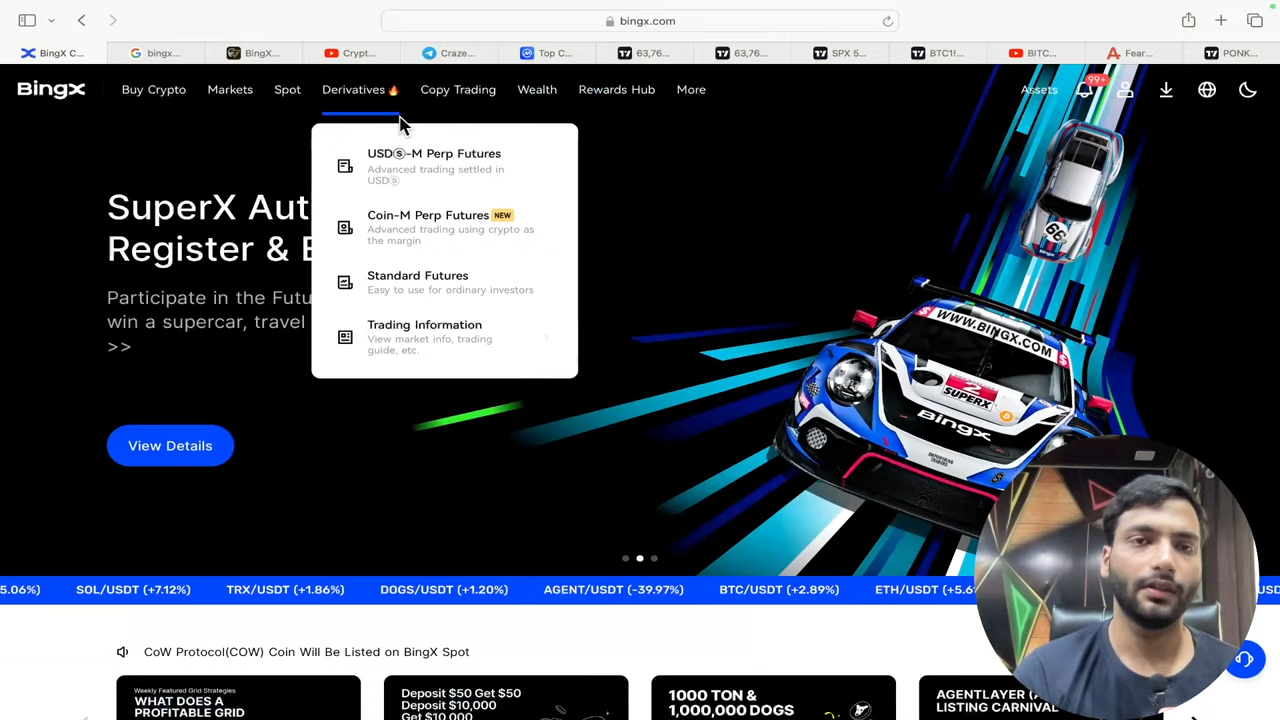 bingx.com
BingX C...
bingx...
BingX...
Crypt...
Craze...
Top C...
63,76...
63,76...
SPX 5...
BTC1!...
BITC...
Fear...
PONK...
BingX
Buy Crypto
Markets
Spot
Derivatives
Copy Trading
Wealth
Rewards Hub
More
Assets
99+
USDⓈ-M Perp Futures
Advanced trading settled in
USDⓈ
Coin-M Perp Futures NEW
Advanced trading using crypto as
the margin
Standard Futures
Easy to use for ordinary investors
Trading Information
View market info, trading
guide, etc.
SuperX Aut
Register &
Participate in the Futu
win a supercar, travel
>>
View Details
66
WWW.BINGX.COM
2
SUPERX
BingX
5.06%)
SOL/USDT (+7.12%)
TRX/USDT (+1.86%)
DOGS/USDT (+1.20%)
AGENT/USDT (-39.97%)
BTC/USDT (+2.89%)
ETH/USDT (+5.6
USD
CoW Protocol(COW) Coin Will Be Listed on BingX Spot
Weekly Featured Grid Strategies
WHAT DOES A
PROFITABLE GRID
Deposit $50 Get $50
Deposit $10,000
Get $10,000
1000 TON &
1,000,000 DOGS
AGENTLAYER (A
LISTING CARNIVAL